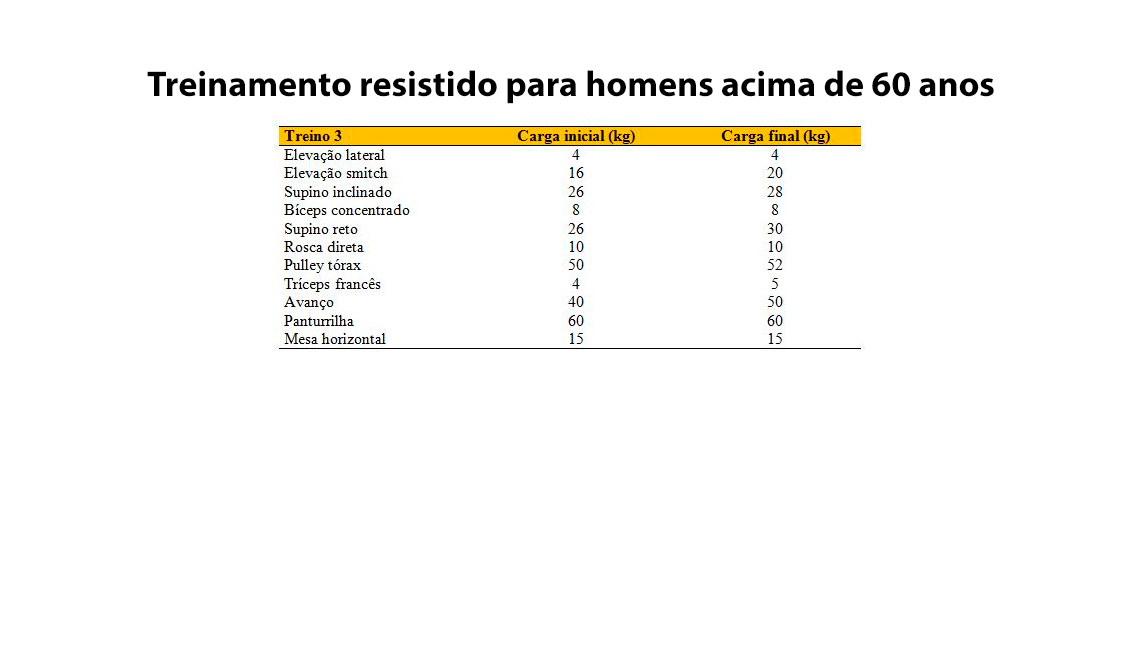 Treinamento resistido para homens acima de 60 anos
Treino 3 Carga inicial (kg) Carga final (kg)
Elevação lateral 4 4
Elevação smitch 16 20
Supino inclinado 26 28
Bíceps concentrado 8 8
Supino reto 26 30
Rosca direta 10 10
Pulley tórax 50 52
Tríceps francês 4 5
Avanço 40 50
Panturrilha 60 60
Mesa horizontal 15 15